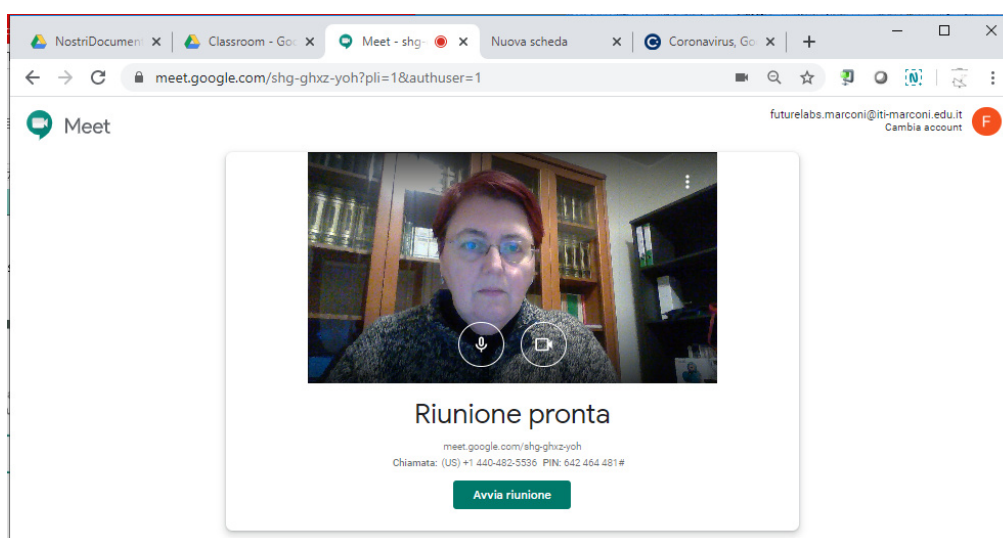 NostriDocumen
Classroom - Goo
Meet - shg-
Nuova scheda
Coronavirus, Go
meet.google.com/shg-ghxz-yoh?pli=1&authuser=1
Meet
futurelabs.marconi@iti-marconi.edu.it
Cambia account
F
Riunione pronta
meet.google.com/shg-ghxz-yoh
Chiamata: (US) +1 440-482-5536 PIN: 642 464 481#
Avvia riunione